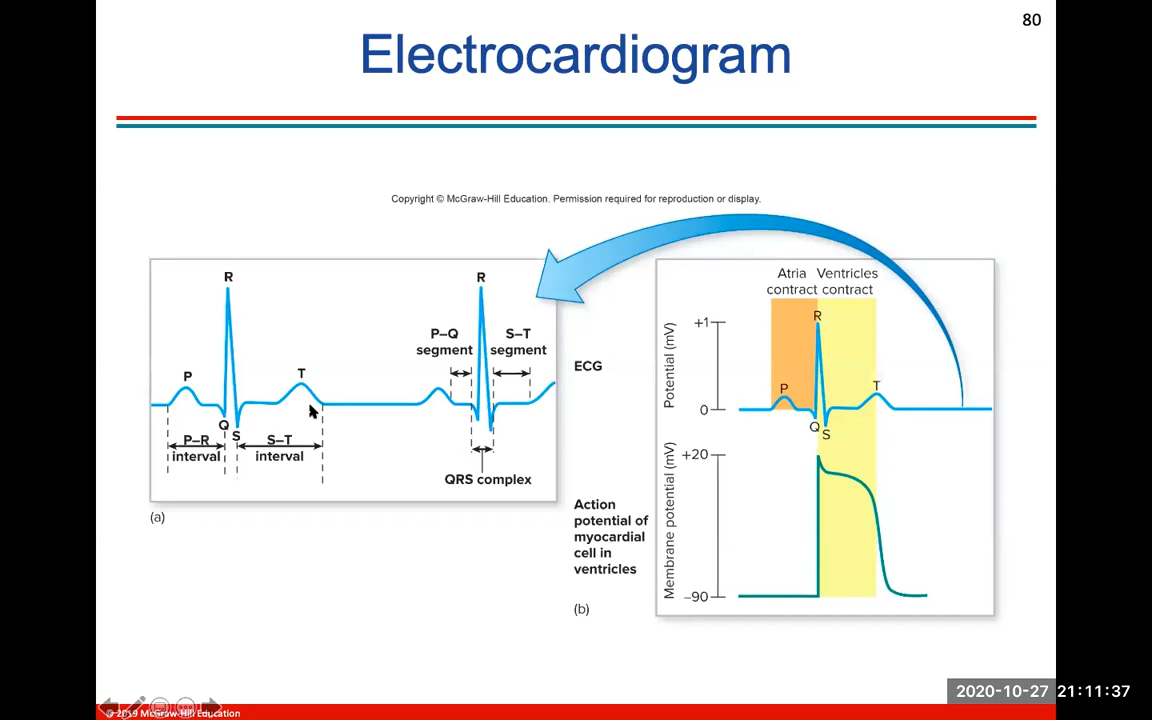 80
Electrocardiogram
Copyright © McGraw-Hill Education. Permission required for reproduction or display.
R
P
T
Q
S
P–R
interval
S–T
interval
R
P–Q
segment
S–T
segment
QRS complex
(a)
ECG
Action
potential of
myocardial
cell in
ventricles
(b)
Atria
contract
Ventricles
contract
Potential (mV)
+1
0
R
P
T
Q
S
Membrane potential (mV)
+20
–90
2020-10-27 21:11:37
© 2019 McGraw-Hill Education